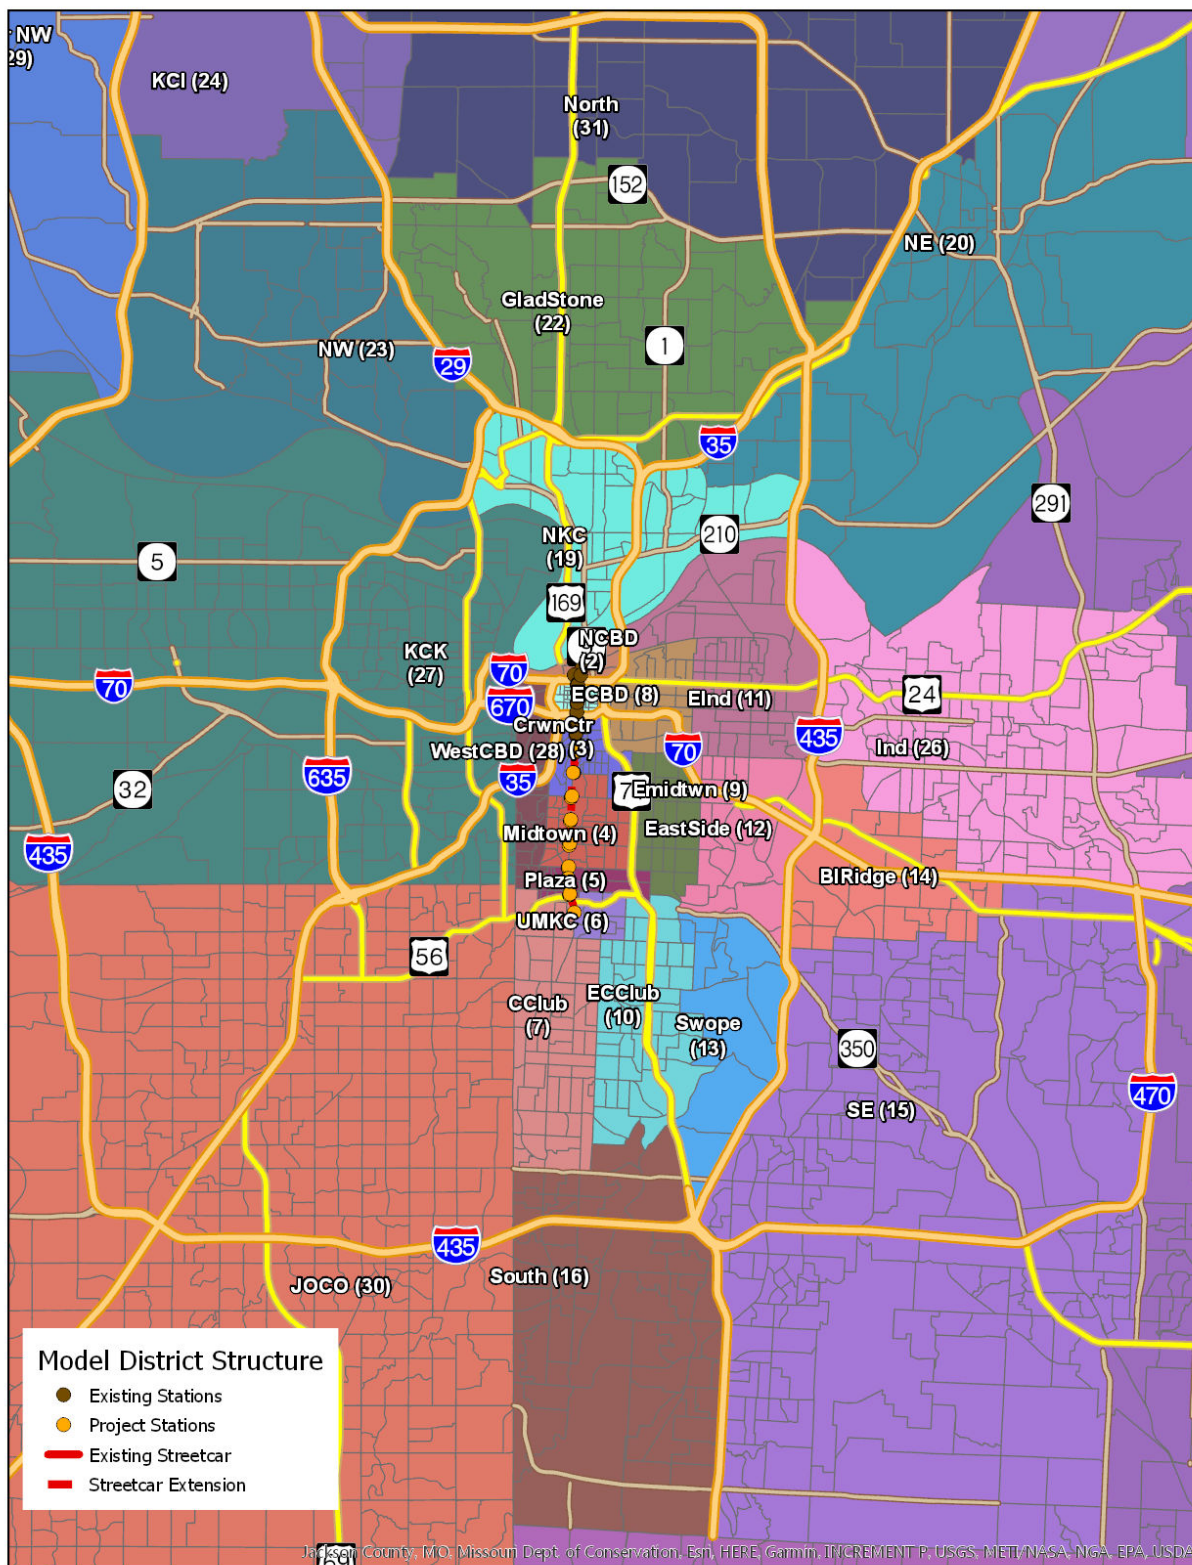 NW
29)
KCI (24)
North
(31)
152
NE (20)
GladStone
(22)
1
NW (23)
29
35
291
210
NKC
(19)
5
169
NCBD
(2)
KCK
(27)
70
70
ECBD (8)
EInd (11)
24
670
CrwnCtr
(3)
435
Ind (26)
WestCBD (28)
70
35
635
32
7
Emidtwn (9)
Midtown (4)
EastSide (12)
435
Plaza (5)
BlRidge (14)
UMKC (6)
56
CClub
(7)
ECClub
(10)
Swope
(13)
350
470
SE (15)
435
South (16)
JOCO (30)
Model District Structure
Existing Stations
Project Stations
Existing Streetcar
Streetcar Extension
69
Jackson County, MO, Missouri Dept. of Conservation, Esri, HERE, Garmin, INCREMENT P, USGS, METI/NASA, NGA, EPA, USDA